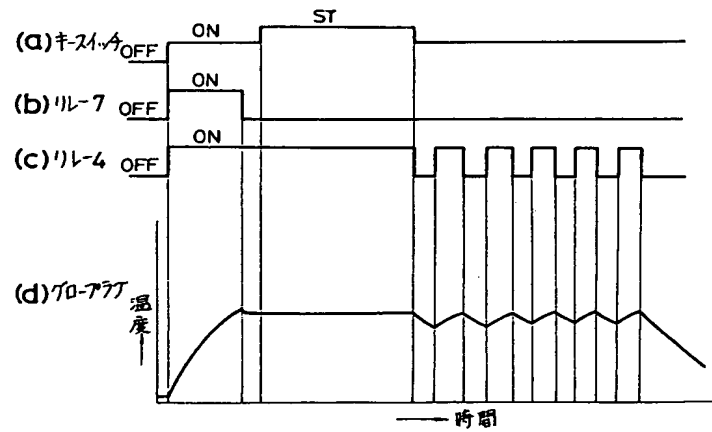 ST
ON
(a)キースイッチ OFF
ON
(b)リレー7 OFF
ON
(c)リレー4 OFF
(d)グロープラグ
温度→
→時間